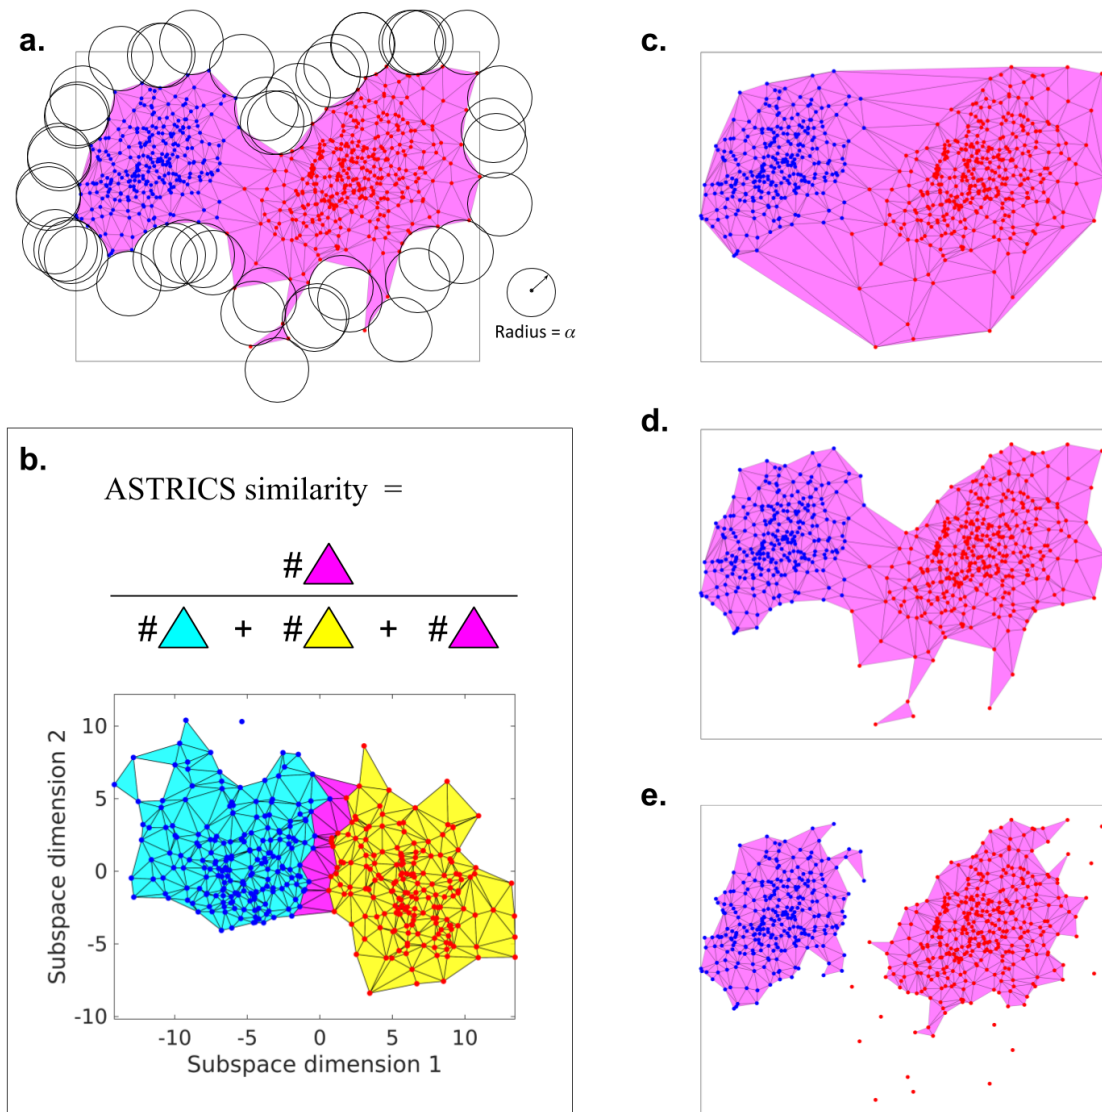 a.
Radius = α
b.
ASTRICS similarity =
#
# + # + #
10
5
0
-5
-10
Subspace dimension 2
-10 -5 0 5 10
Subspace dimension 1
c.
d.
e.